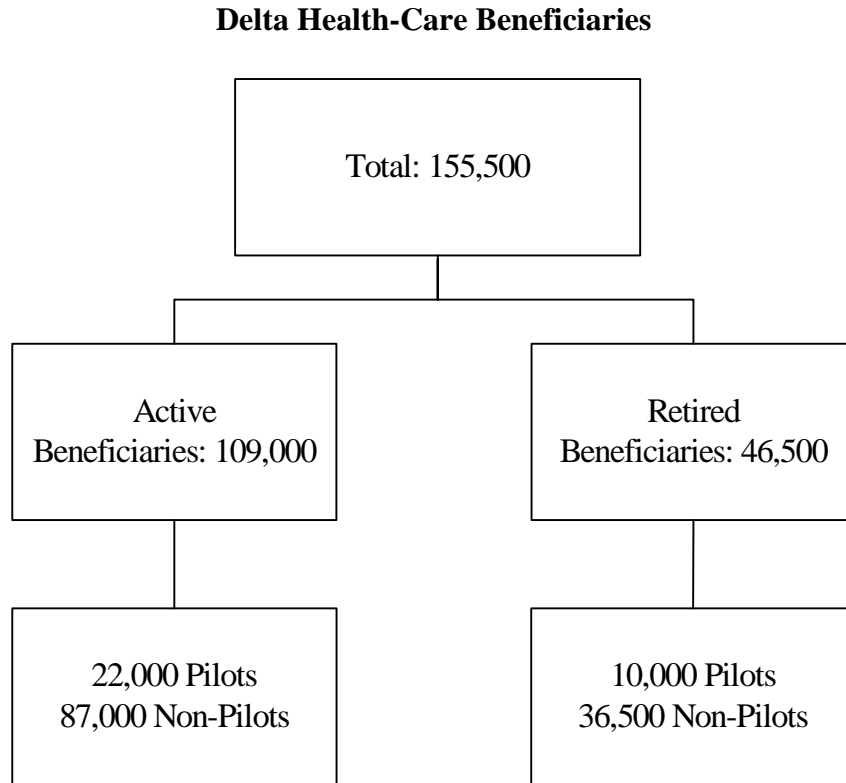 Delta Health-Care Beneficiaries
Total: 155,500
Active
Beneficiaries: 109,000
Retired
Beneficiaries: 46,500
22,000 Pilots
87,000 Non-Pilots
10,000 Pilots
36,500 Non-Pilots